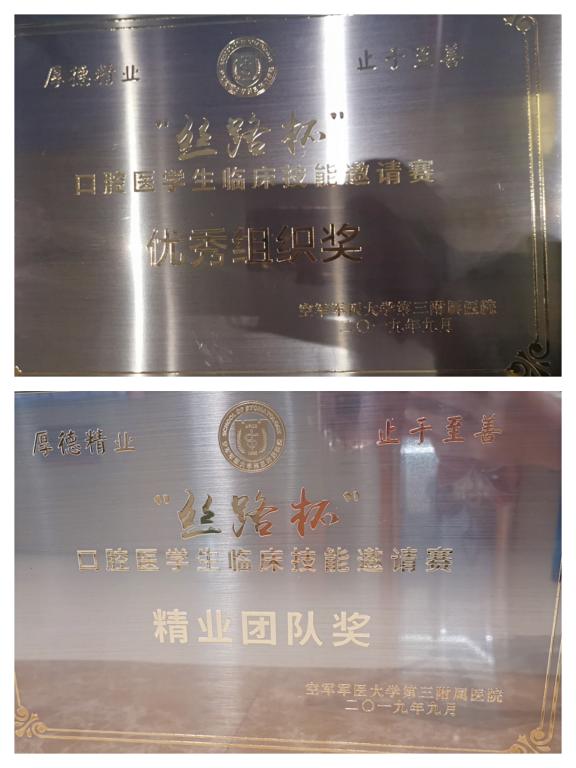 厚德精业
止于至善
"丝路杯"
口腔医学生临床技能邀请赛
优秀组织奖
空军军医大学第三附属医院
二〇一九年九月
厚德精业
SCHOOL OF STOMATOLOGY
止于至善
"丝路杯"
口腔医学生临床技能邀请赛
精业团队奖
空军军医大学第三附属医院
二〇一九年九月